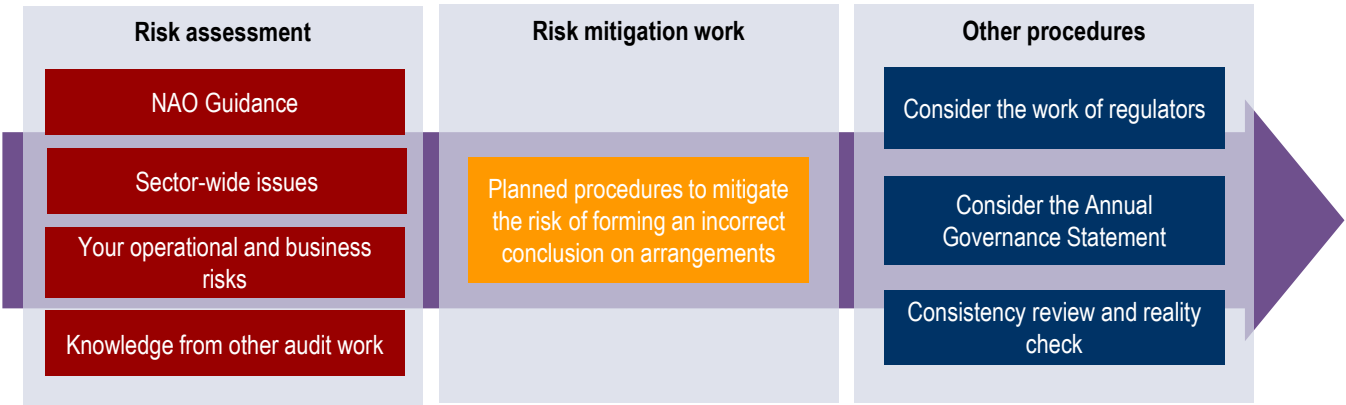 Risk assessment
NAO Guidance
Sector-wide issues
Your operational and business
risks
Knowledge from other audit work
Risk mitigation work
Planned procedures to mitigate
the risk of forming an incorrect
conclusion on arrangements
Other procedures
Consider the work of regulators
Consider the Annual
Governance Statement
Consistency review and reality
check